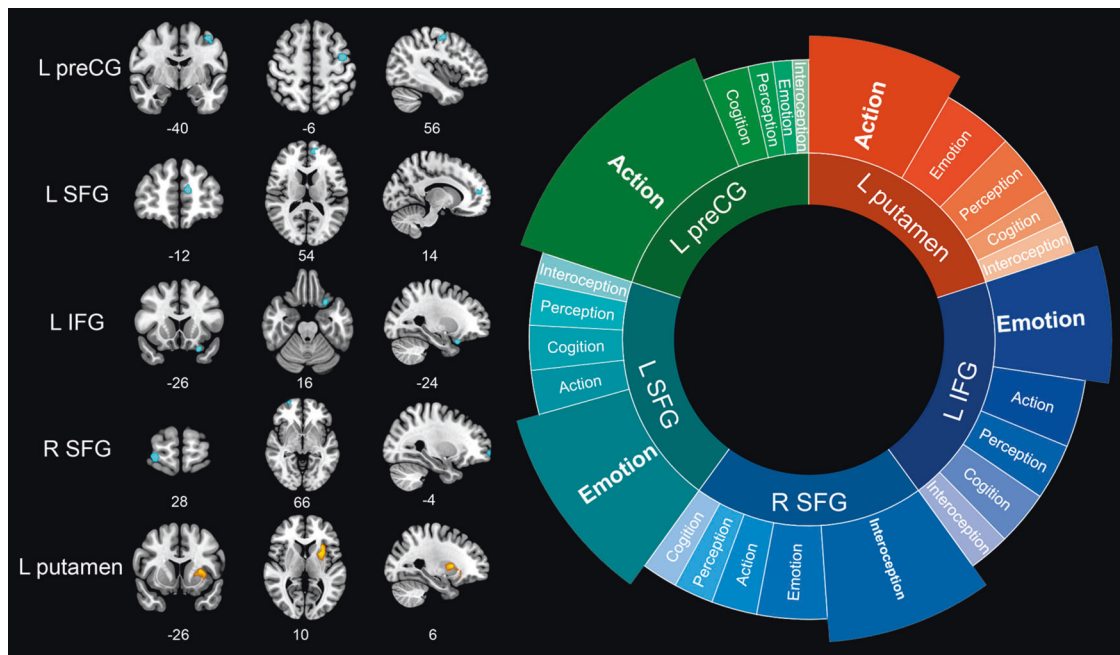 L preCG
-40
-6
56
L SFG
-12
54
14
L IFG
-26
16
-24
R SFG
28
66
-4
L putamen
-26
10
6
L putamen
Action
Emotion
Perception
Cogition
Interoception
L IFG
Emotion
Action
Perception
Cogition
Interoception
R SFG
Interoception
Emotion
Action
Perception
Cogition
L SFG
Emotion
Action
Cogition
Perception
Interoception
L preCG
Action
Cogition
Perception
Emotion
Interoception